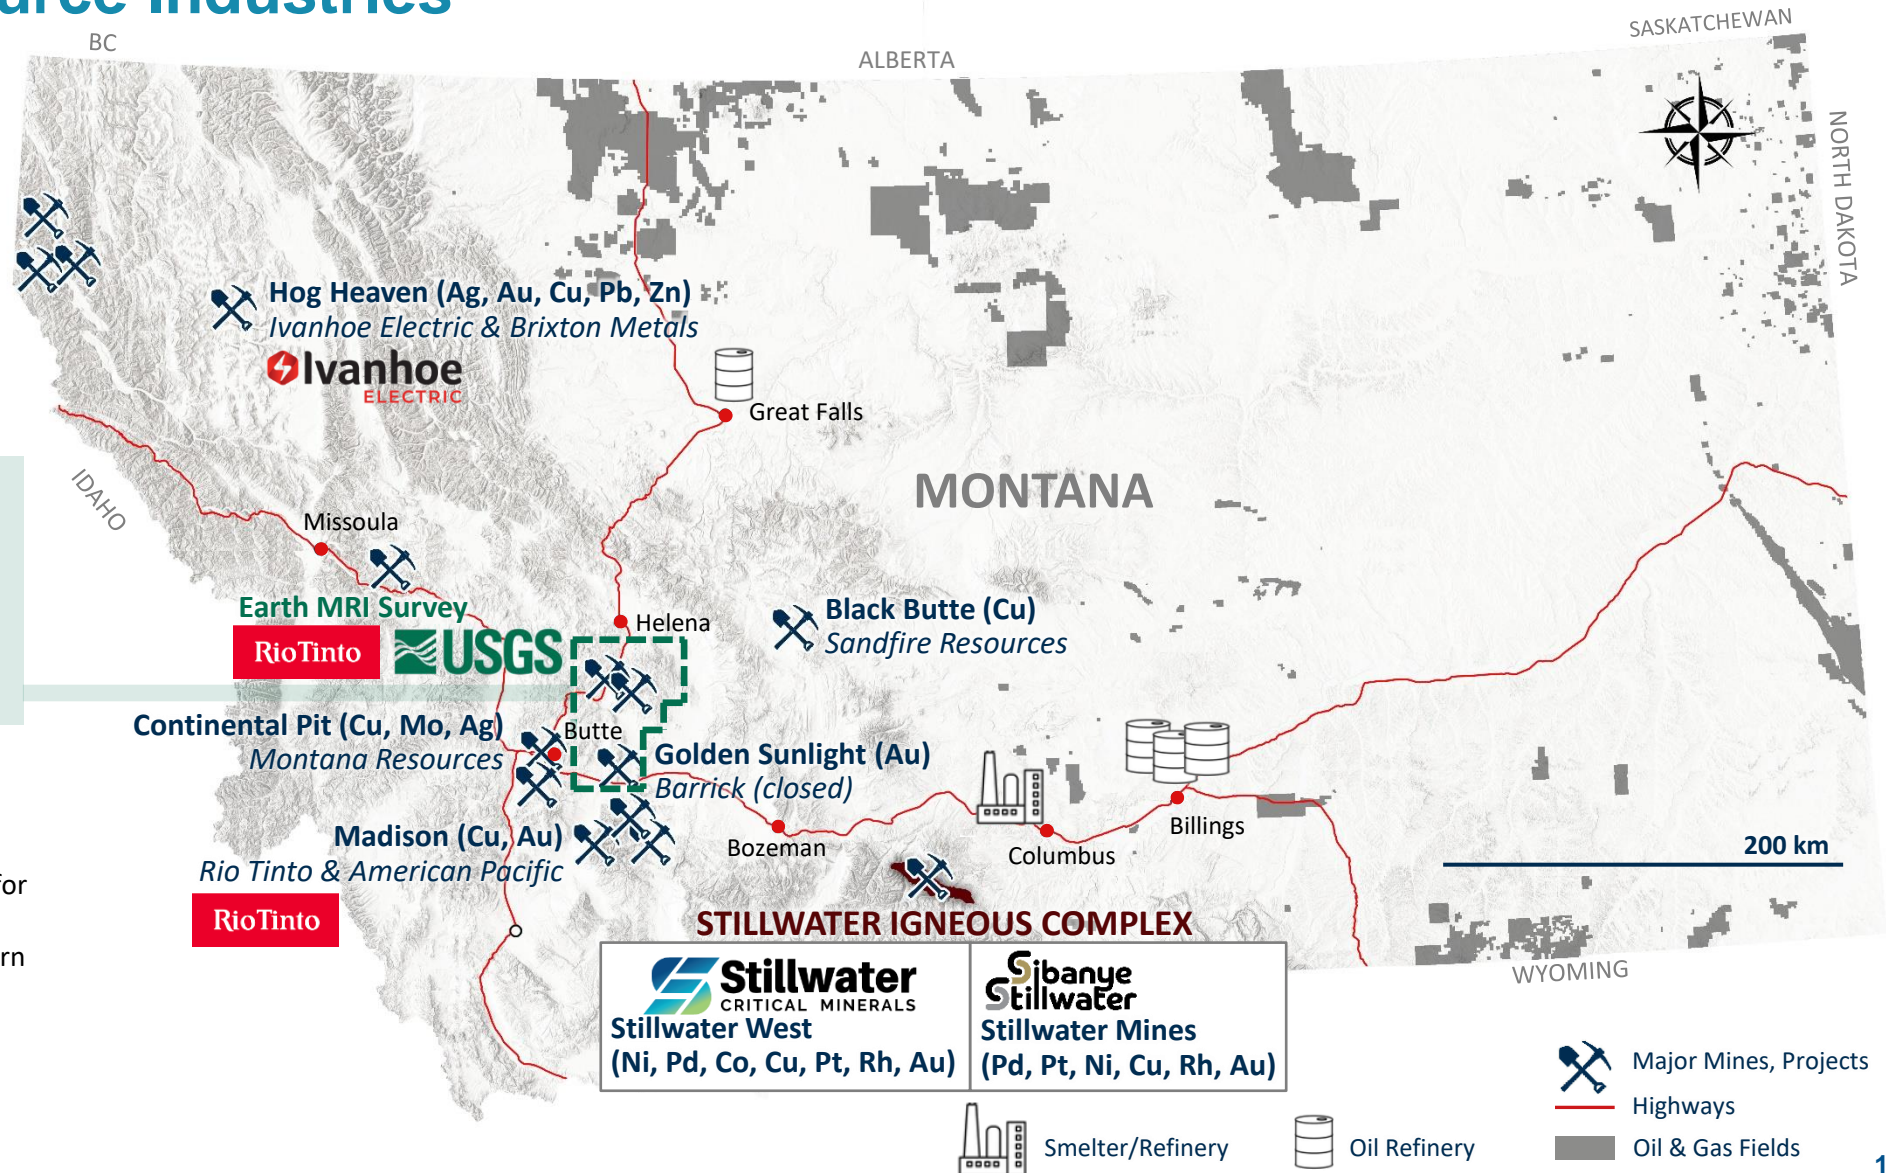 urce Industries
BC
ALBERTA
SASKATCHEWAN
NORTH DAKOTA
Hog Heaven (Ag, Au, Cu, Pb, Zn)
Ivanhoe Electric & Brixton Metals
Ivanhoe
ELECTRIC
Great Falls
MONTANA
IDAHO
Missoula
Earth MRI Survey
RioTinto
USGS
Helena
Black Butte (Cu)
Sandfire Resources
Continental Pit (Cu, Mo, Ag)
Montana Resources
Butte
Golden Sunlight (Au)
Barrick (closed)
Madison (Cu, Au)
Rio Tinto & American Pacific
RioTinto
Bozeman
Columbus
Billings
200 km
for
rn
STILLWATER IGNEOUS COMPLEX
Stillwater
CRITICAL MINERALS
Stillwater West
(Ni, Pd, Co, Cu, Pt, Rh, Au)
Sibanye
Stillwater
Stillwater Mines
(Pd, Pt, Ni, Cu, Rh, Au)
WYOMING
Major Mines, Projects
Highways
Smelter/Refinery
Oil Refinery
Oil & Gas Fields
1